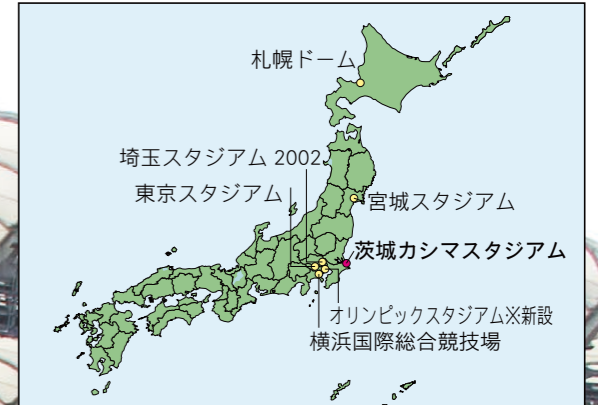 札幌ドーム
埼玉スタジアム 2002
東京スタジアム
宮城スタジアム
茨城カシマスタジアム
オリンピックスタジアム※新設
横浜国際総合競技場